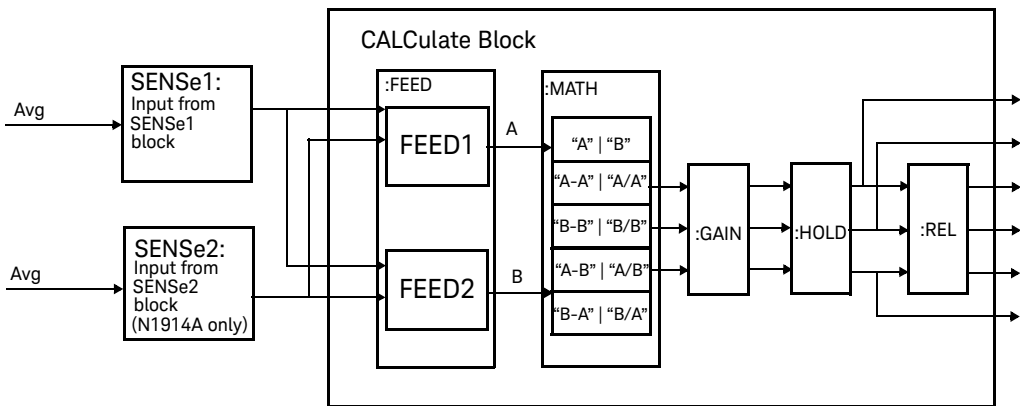 CALCulate Block
SENSe1:
Input from
SENSe1
block
Avg
:FEED
FEED1
A
:MATH
“A” | “B”
“A-A” | “A/A”
“B-B” | “B/B”
“A-B” | “A/B”
“B-A” | “B/A”
:GAIN
:HOLD
:REL
SENSe2:
Input from
SENSe2
block
(N1914A only)
Avg
FEED2
B